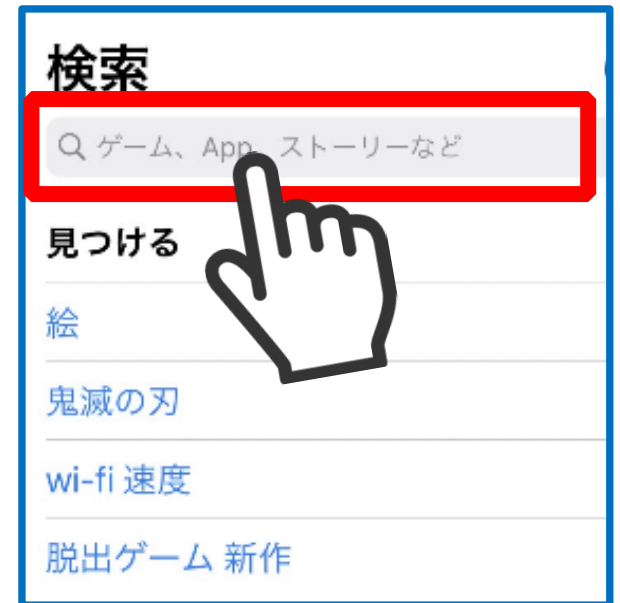 検索
ゲーム、App、ストーリーなど
見つける
絵
鬼滅の刃
wi-fi 速度
脱出ゲーム 新作